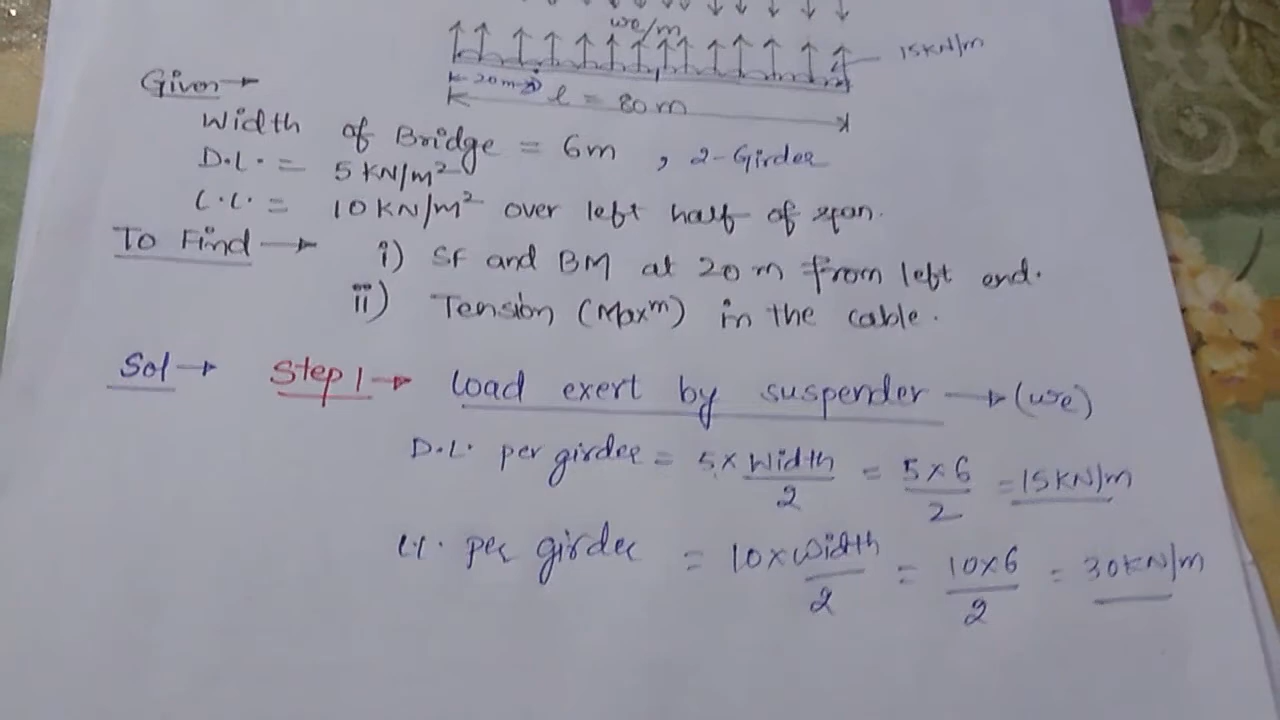 we/m
15KN/m
20m
l = 80m
Given →
Width of Bridge = 6m , 2-Girder
D.L. = 5 KN/m²
L.L. = 10 KN/m² over left half of span.
To Find → i) SF and BM at 20 m from left end.
ii) Tension (Maxᵐ) in the cable.
Sol → Step 1 → load exert by suspender → (we)
D.L. per girder = 5 × Width/2 = 5×6/2 = 15KN/m
L.L. per girder = 10 × width/2 = 10×6/2 = 30KN/m